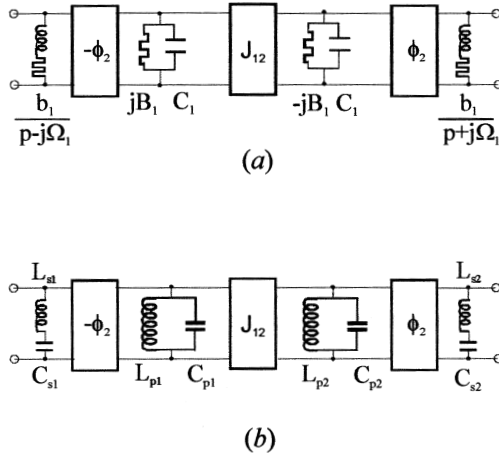 -ϕ₂ J₁₂ ϕ₂
b₁ jB₁ C₁ -jB₁ C₁ b₁
p-jΩ₁ p+jΩ₁
(a)
Lₛ₁ Lₛ₂
-ϕ₂ J₁₂ ϕ₂
Cₛ₁ Lₚ₁ Cₚ₁ Lₚ₂ Cₚ₂ Cₛ₂
(b)